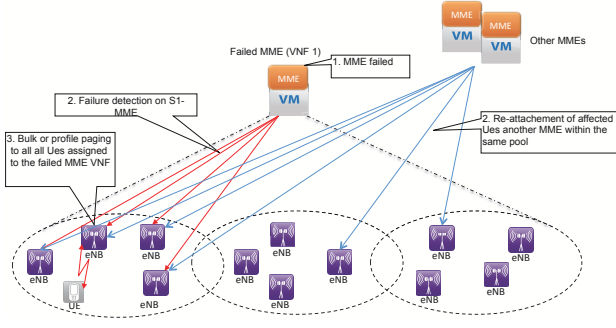 MME
MME
VM
VM
Other MMEs
Failed MME (VNF 1)
1. MME failed
MME
VM
2. Failure detection on S1-
MME
2. Re-attachement of affected
Ues another MME within the
same pool
3. Bulk or profile paging
to all all Ues assigned
to the failed MME VNF
eNB
eNB
eNB
eNB
eNB
eNB
eNB
eNB
eNB
eNB
eNB
eNB
UE